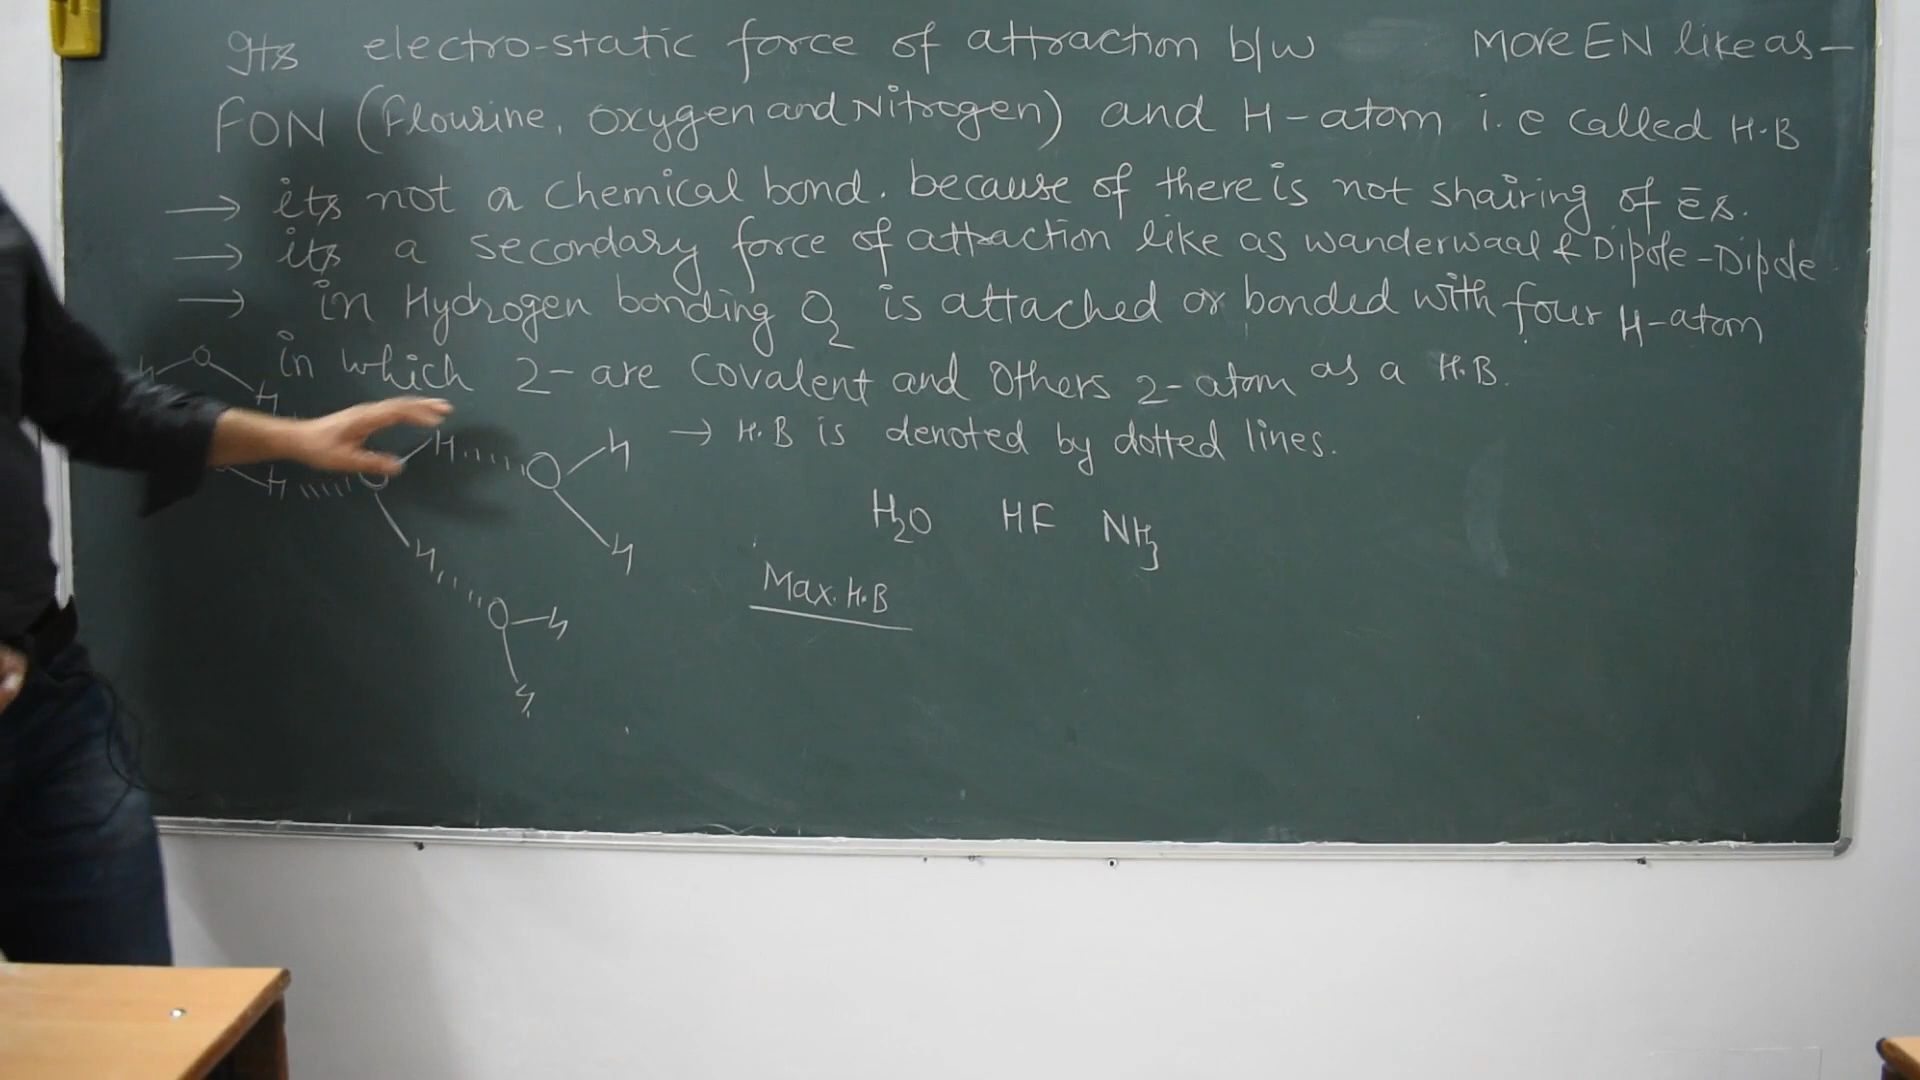 Its electro-static force of attraction b/w More EN like as -
FON (Flourine, oxygen and Nitrogen) and H-atom i.e called H.B
→ its not a chemical bond. because of there is not shairing of ēs.
→ its a secondary force of attraction like as wanderwaal & Dipole-Dipole
→ in Hydrogen bonding O₂ is attached or bonded with four H-atom
in which 2- are covalent and others 2-atom as a H.B.
→ H.B is denoted by dotted lines.
H₂O HF NH₃
Max. H.B
O
H
H O H
H O
H
H
O H
H